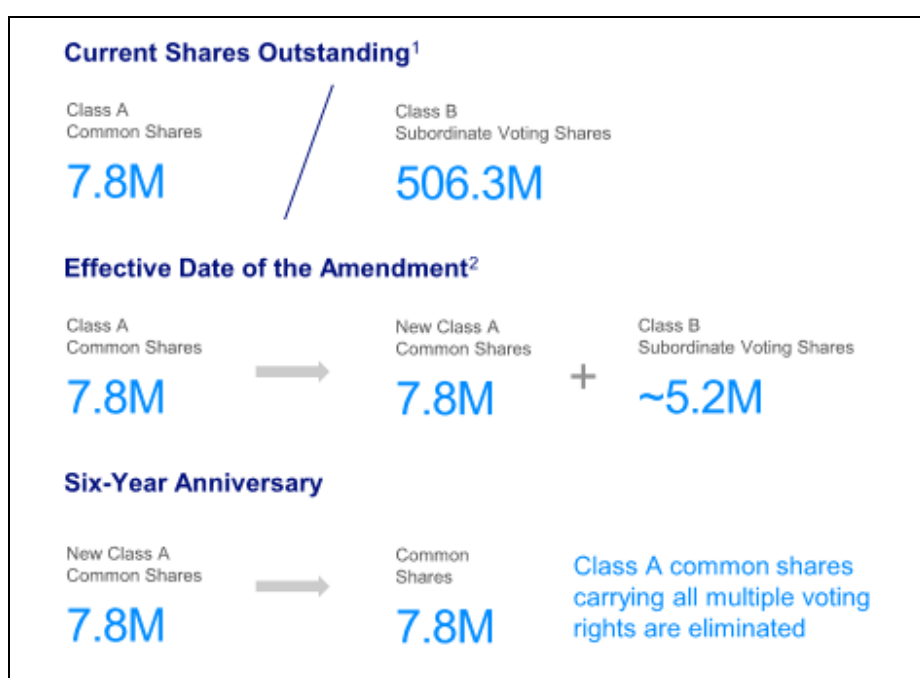 Current Shares Outstanding¹
Class A
Common Shares
7.8M
Class B
Subordinate Voting Shares
506.3M
Effective Date of the Amendment²
Class A
Common Shares
7.8M
New Class A
Common Shares
7.8M
+
Class B
Subordinate Voting Shares
~5.2M
Six-Year Anniversary
New Class A
Common Shares
7.8M
Common
Shares
7.8M
Class A common shares
carrying all multiple voting
rights are eliminated